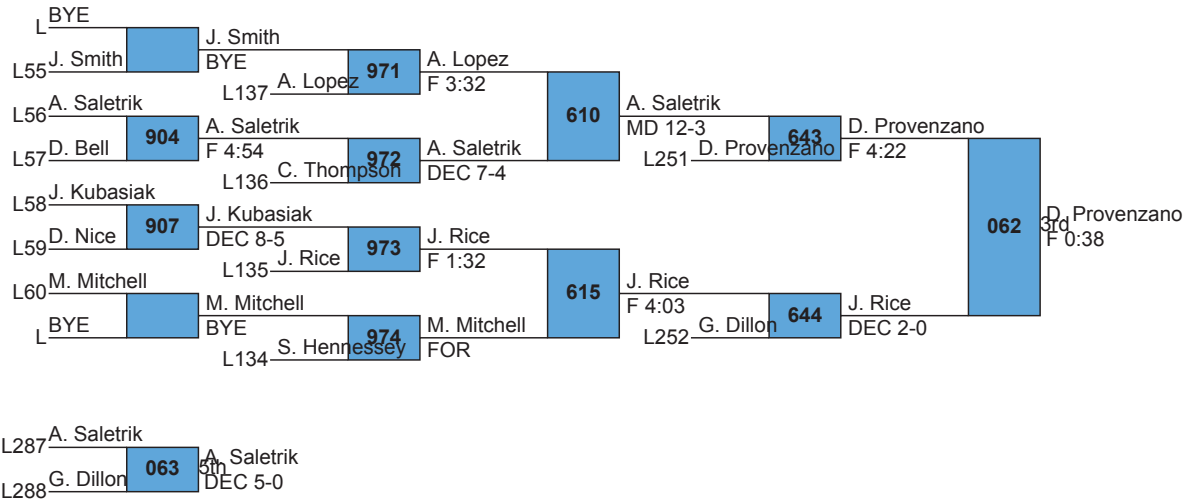 BYE
L
J. Smith
L55
J. Smith
BYE
A. Lopez
L137
971
A. Lopez
F 3:32
A. Saletrik
L56
904
D. Bell
L57
A. Saletrik
F 4:54
972
C. Thompson
L136
A. Saletrik
DEC 7-4
610
A. Saletrik
MD 12-3
643
D. Provenzano
L251
D. Provenzano
F 4:22
J. Kubasiak
L58
907
D. Nice
L59
J. Kubasiak
DEC 8-5
973
J. Rice
L135
J. Rice
F 1:32
M. Mitchell
L60
BYE
L
M. Mitchell
BYE
974
S. Hennessey
L134
M. Mitchell
FOR
615
J. Rice
F 4:03
644
G. Dillon
L252
J. Rice
DEC 2-0
062
3rd
D. Provenzano
F 0:38
A. Saletrik
L287
063
G. Dillon
L288
5th
A. Saletrik
DEC 5-0